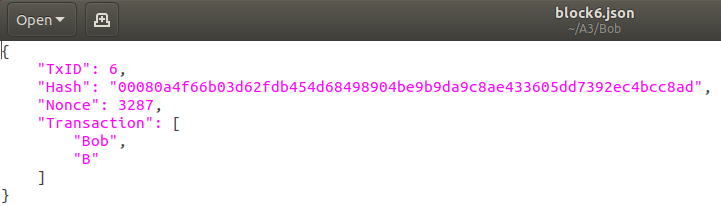 Open
block6.json
~/A3/Bob
{
    "TxID": 6,
    "Hash": "00080a4f66b03d62fdb454d68498904be9b9da9c8ae433605dd7392ec4bcc8ad",
    "Nonce": 3287,
    "Transaction": [
        "Bob",
        "B"
    ]
}